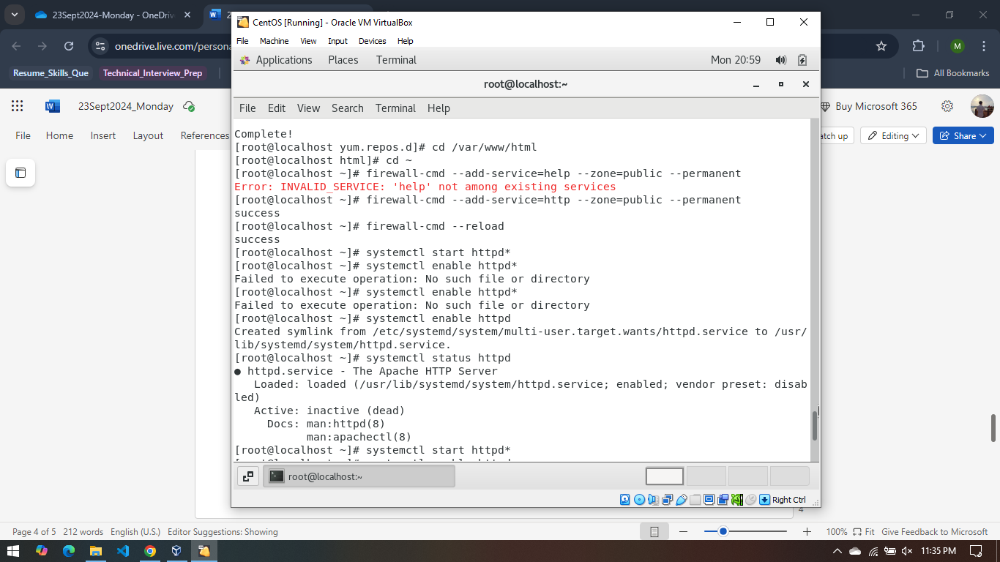 23Sept2024-Monday - OneDriv
2
CentOS [Running] - Oracle VM VirtualBox
File Machine View Input Devices Help
onedrive.live.com/persona
M
Resume_Skills_Que
Technical_Interview_Prep
All Bookmarks
Applications Places Terminal
Mon 20:59
root@localhost:~
File Edit View Search Terminal Help
23Sept2024_Monday
Buy Microsoft 365
File Home Insert Layout References
atch up
Editing
Share
Complete!
[root@localhost yum.repos.d]# cd /var/www/html
[root@localhost html]# cd ~
[root@localhost ~]# firewall-cmd --add-service=help --zone=public --permanent
Error: INVALID_SERVICE: 'help' not among existing services
[root@localhost ~]# firewall-cmd --add-service=http --zone=public --permanent
success
[root@localhost ~]# firewall-cmd --reload
success
[root@localhost ~]# systemctl start httpd*
[root@localhost ~]# systemctl enable httpd*
Failed to execute operation: No such file or directory
[root@localhost ~]# systemctl enable httpd*
Failed to execute operation: No such file or directory
[root@localhost ~]# systemctl enable httpd
Created symlink from /etc/systemd/system/multi-user.target.wants/httpd.service to /usr/
lib/systemd/system/httpd.service.
[root@localhost ~]# systemctl status httpd
● httpd.service - The Apache HTTP Server
Loaded: loaded (/usr/lib/systemd/system/httpd.service; enabled; vendor preset: disab
led)
Active: inactive (dead)
Docs: man:httpd(8)
man:apachectl(8)
[root@localhost ~]# systemctl start httpd*
root@localhost:~
Right Ctrl
4
Page 4 of 5 212 words English (U.S.) Editor Suggestions: Showing
100% Fit Give Feedback to Microsoft
11:35 PM